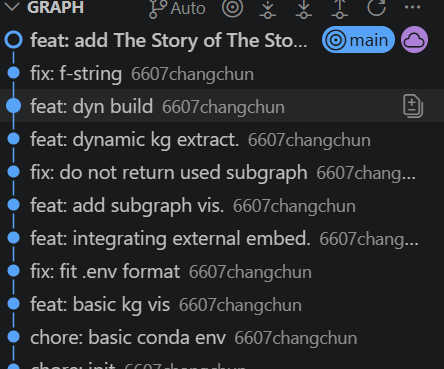 GRAPH Auto
feat: add The Story of The Sto... main
fix: f-string 6607changchun
feat: dyn build 6607changchun
feat: dynamic kg extract. 6607changchun
fix: do not return used subgraph 6607chang...
feat: add subgraph vis. 6607changchun
feat: integrating external embed. 6607chang...
fix: fit .env format 6607changchun
feat: basic kg vis 6607changchun
chore: basic conda env 6607changchun
chore: init 6607changchun